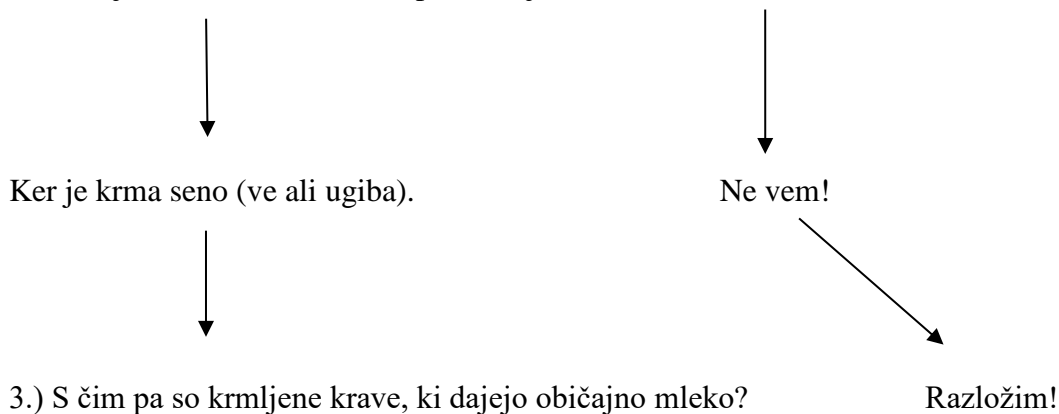 Ker je krma seno (ve ali ugiba). Ne vem!
3.) S čim pa so krmljene krave, ki dajejo običajno mleko? Razložim!